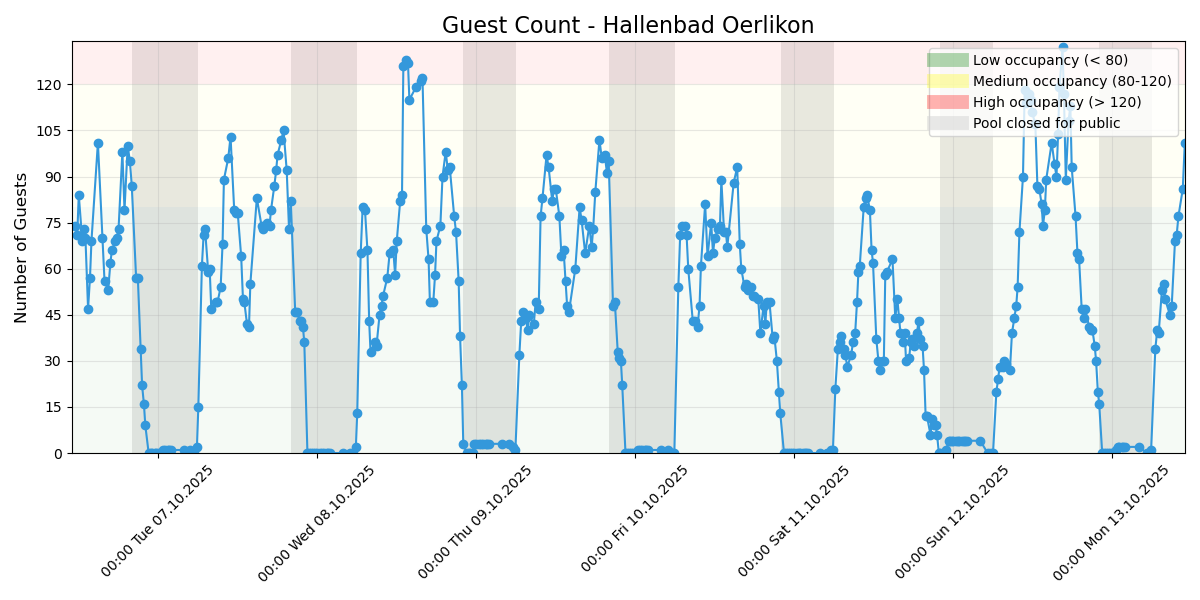 Guest Count - Hallenbad Oerlikon
Number of Guests
120
105
90
75
60
45
30
15
0
Low occupancy (< 80)
Medium occupancy (80-120)
High occupancy (> 120)
Pool closed for public
00:00 Tue 07.10.2025
00:00 Wed 08.10.2025
00:00 Thu 09.10.2025
00:00 Fri 10.10.2025
00:00 Sat 11.10.2025
00:00 Sun 12.10.2025
00:00 Mon 13.10.2025